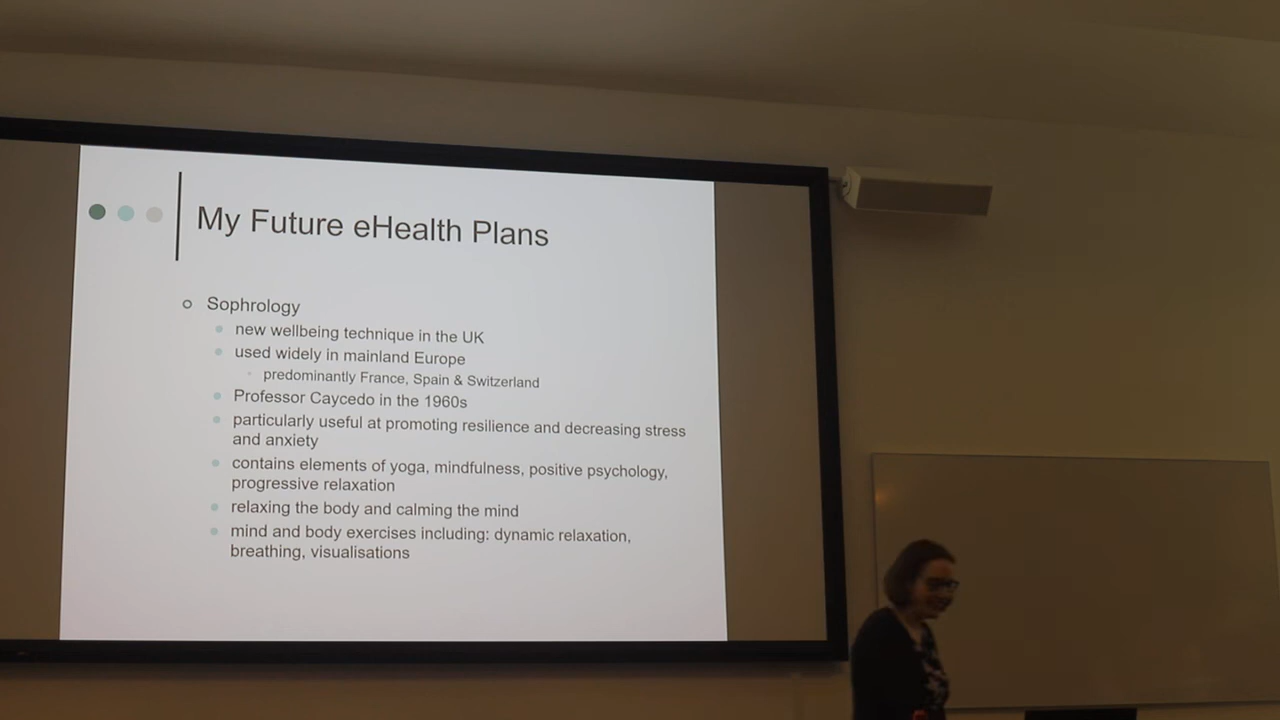 My Future eHealth Plans
Sophrology
new wellbeing technique in the UK
used widely in mainland Europe
predominantly France, Spain & Switzerland
Professor Caycedo in the 1960s
particularly useful at promoting resilience and decreasing stress
and anxiety
contains elements of yoga, mindfulness, positive psychology,
progressive relaxation
relaxing the body and calming the mind
mind and body exercises including: dynamic relaxation,
breathing, visualisations